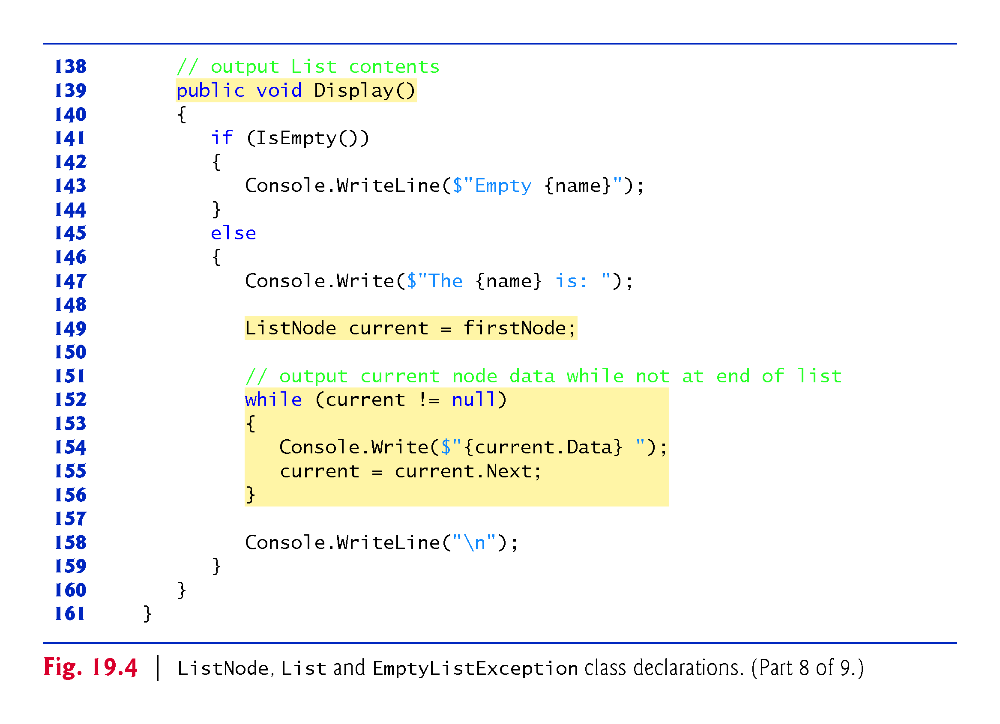 138 // output List contents
139 public void Display()
140 {
141 if (IsEmpty())
142 {
143 Console.WriteLine($"Empty {name}");
144 }
145 else
146 {
147 Console.Write($"The {name} is: ");
148
149 ListNode current = firstNode;
150
151 // output current node data while not at end of list
152 while (current != null)
153 {
154 Console.Write($"{current.Data} ");
155 current = current.Next;
156 }
157
158 Console.WriteLine("\n");
159 }
160 }
161 }
Fig. 19.4 | ListNode, List and EmptyListException class declarations. (Part 8 of 9.)